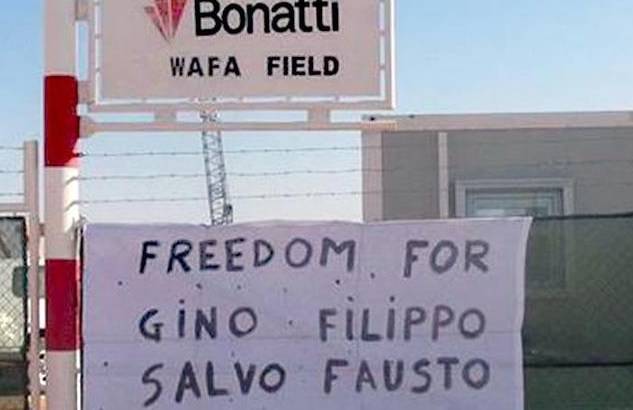 Bonatti
WAFA FIELD
FREEDOM FOR
GiNO FiLiPPO
SALVO FAUSTO